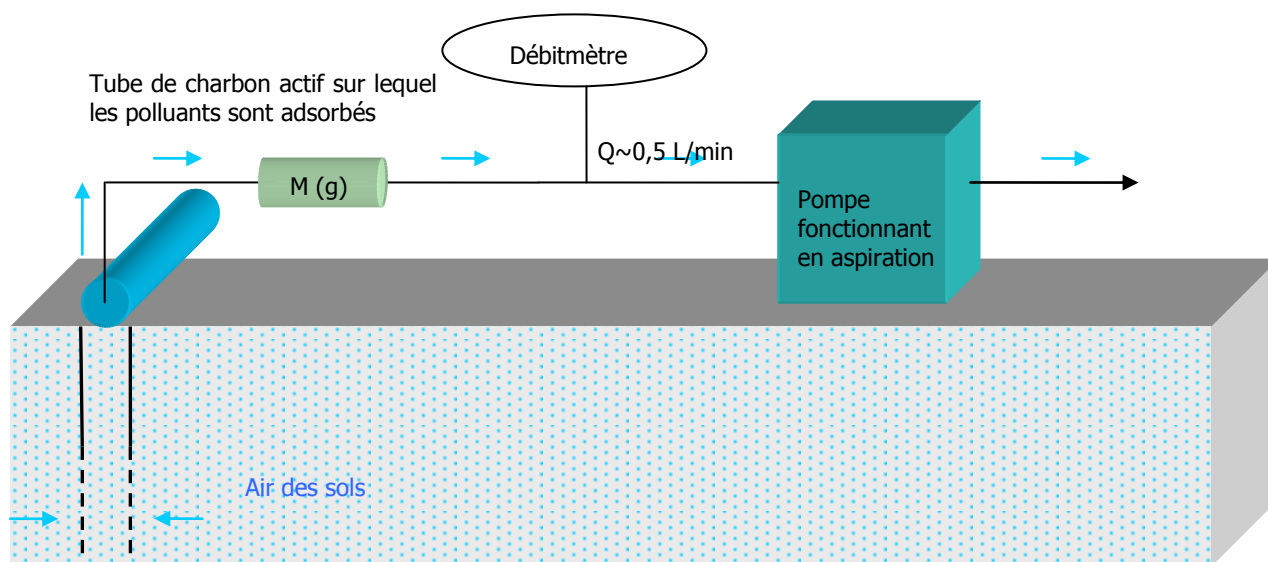 Débitmètre
Tube de charbon actif sur lequel
les polluants sont adsorbés
Q~0,5 L/min
M (g)
Pompe
fonctionnant
en aspiration
Air des sols